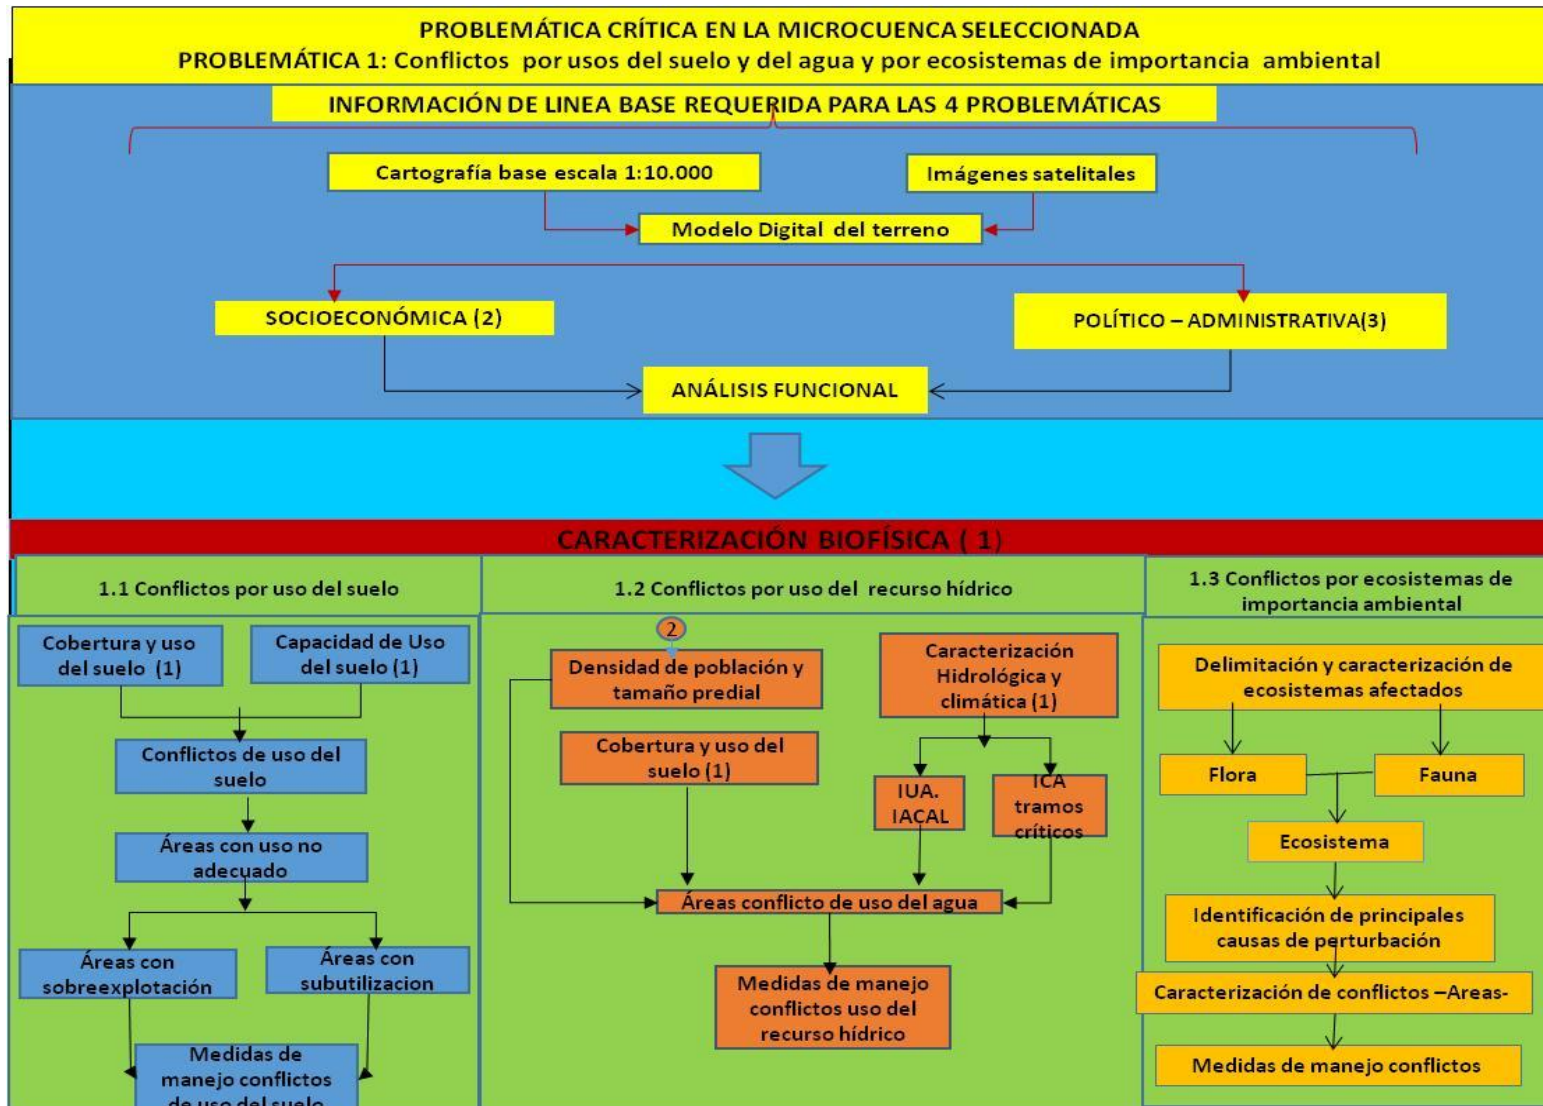 PROBLEMÁTICA CRÍTICA EN LA MICROCUENCA SELECCIONADA
PROBLEMÁTICA 1: Conflictos por usos del suelo y del agua y por ecosistemas de importancia ambiental
INFORMACIÓN DE LINEA BASE REQUERIDA PARA LAS 4 PROBLEMÁTICAS
Cartografía base escala 1:10.000
Imágenes satelitales
Modelo Digital del terreno
SOCIOECONÓMICA (2)
POLÍTICO – ADMINISTRATIVA(3)
ANÁLISIS FUNCIONAL
CARACTERIZACIÓN BIOFÍSICA ( 1)
1.1 Conflictos por uso del suelo
Cobertura y uso
del suelo (1)
Capacidad de Uso
del suelo (1)
Conflictos de uso del
suelo
Áreas con uso no
adecuado
Áreas con
sobreexplotación
Áreas con
subutilizacion
Medidas de
manejo conflictos
de uso del suelo
1.2 Conflictos por uso del recurso hídrico
2
Densidad de población y
tamaño predial
Caracterización
Hidrológica y
climática (1)
Cobertura y uso del
suelo (1)
IUA.
IACAL
ICA
tramos
críticos
Áreas conflicto de uso del agua
Medidas de manejo
conflictos uso del
recurso hídrico
1.3 Conflictos por ecosistemas de
importancia ambiental
Delimitación y caracterización de
ecosistemas afectados
Flora
Fauna
Ecosistema
Identificación de principales
causas de perturbación
Caracterización de conflictos –Areas-
Medidas de manejo conflictos